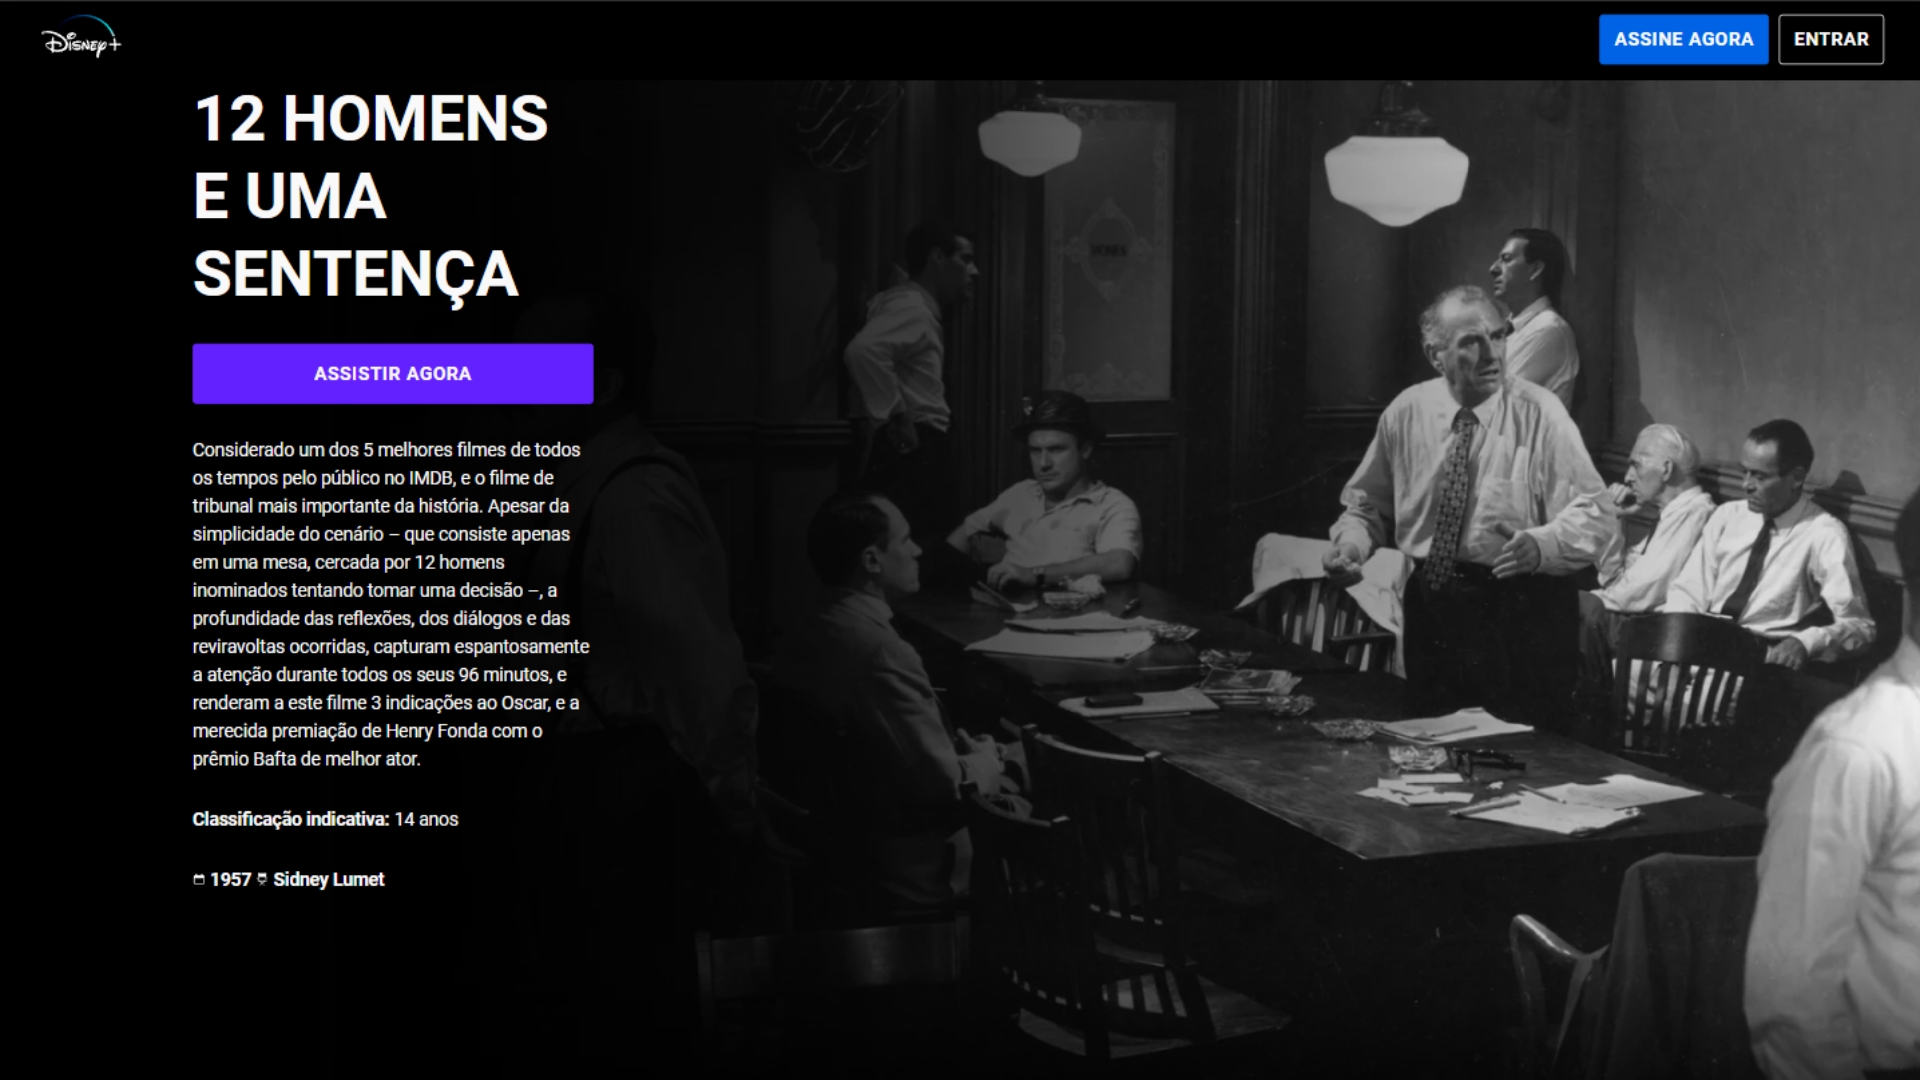 Disney+
ASSINE AGORA
ENTRAR
12 HOMENS
E UMA
SENTENÇA
ASSISTIR AGORA
Considerado um dos 5 melhores filmes de todos
os tempos pelo público no IMDB, e o filme de
tribunal mais importante da história. Apesar da
simplicidade do cenário – que consiste apenas
em uma mesa, cercada por 12 homens
inominados tentando tomar uma decisão –, a
profundidade das reflexões, dos diálogos e das
reviravoltas ocorridas, capturam espantosamente
a atenção durante todos os seus 96 minutos, e
renderam a este filme 3 indicações ao Oscar, e a
merecida premiação de Henry Fonda com o
prêmio Bafta de melhor ator.
Classificação indicativa: 14 anos
1957 Sidney Lumet